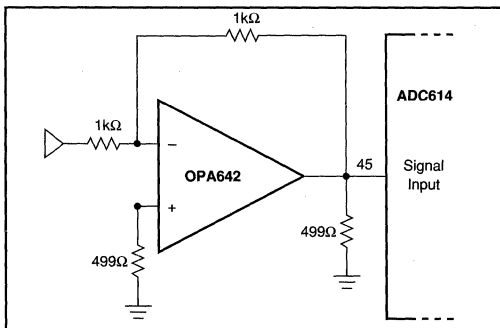 1kΩ
ADC614
1kΩ
−
OPA642
45
Signal
Input
+
499Ω
499Ω